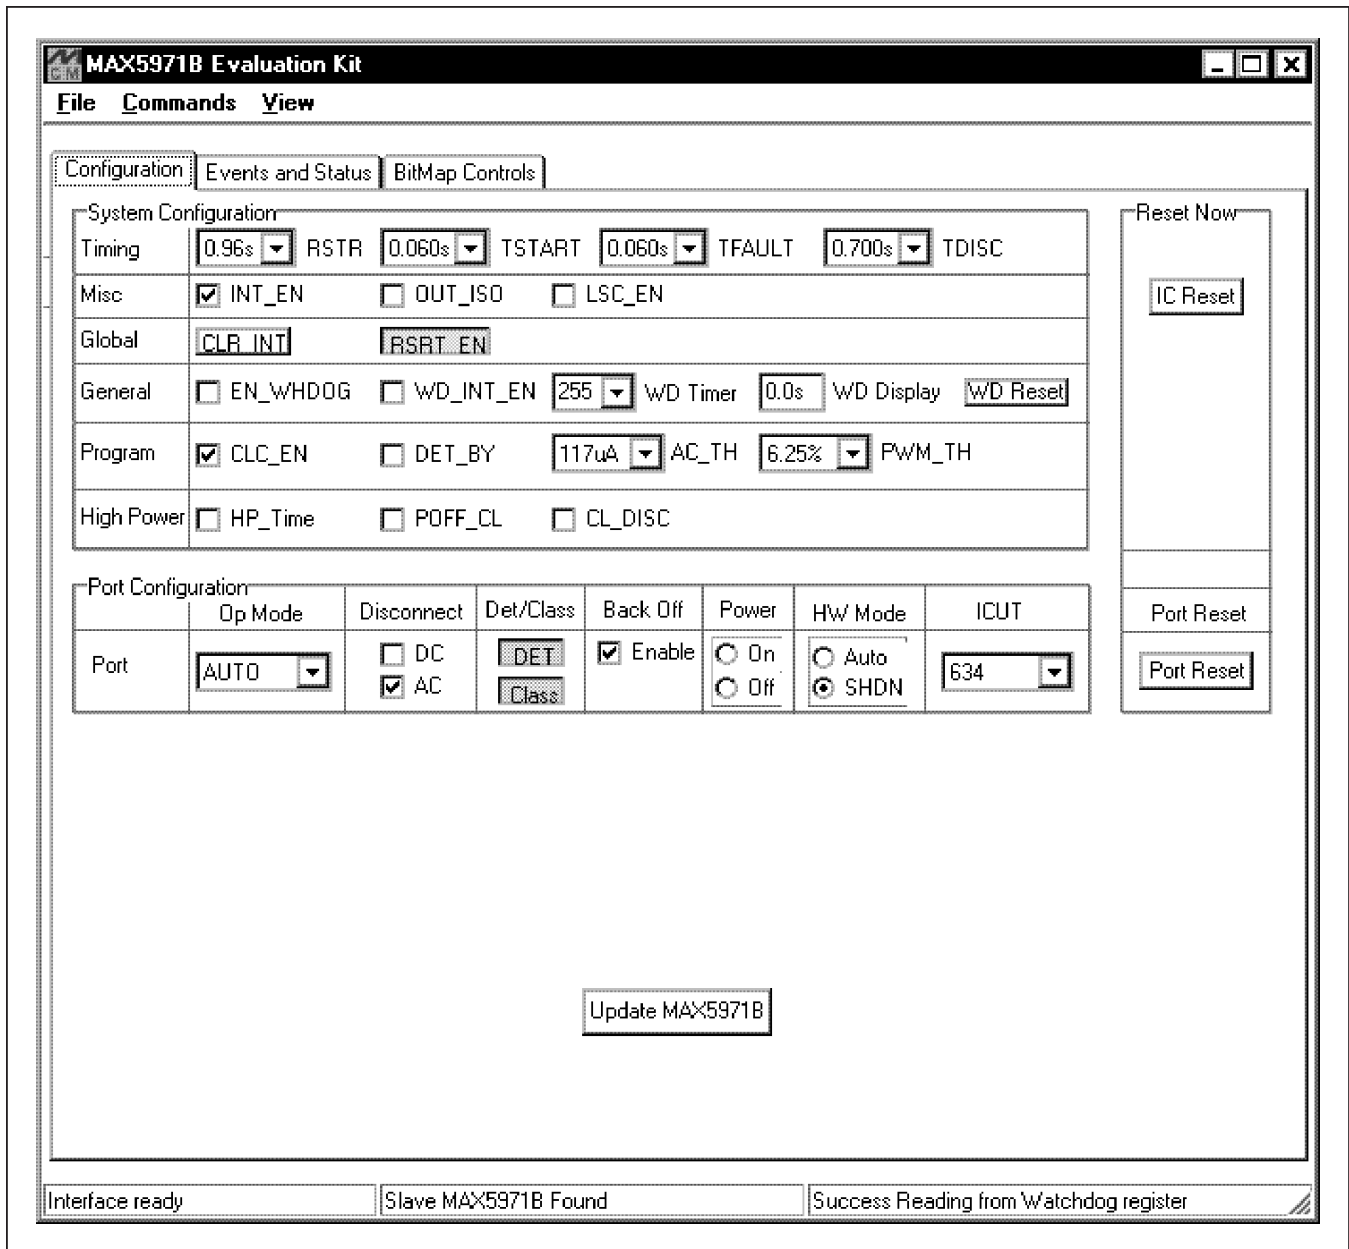 MAX5971B Evaluation Kit
File Commands View
Configuration Events and Status BitMap Controls
System Configuration
Timing 0.96s RSTR 0.060s TSTART 0.060s TFAULT 0.700s TDISC
Misc INT_EN OUT_ISO LSC_EN
Global CLR_INT RSRT_EN
General EN_WHDOG WD_INT_EN 255 WD Timer 0.0s WD Display WD Reset
Program CLC_EN DET_BY 117uA AC_TH 6.25% PWM_TH
High Power HP_Time POFF_CL CL_DISC
Reset Now
IC Reset
Port Configuration
Op Mode Disconnect Det/Class Back Off Power HW Mode ICUT Port Reset
Port AUTO DC DET Enable On Auto 634 Port Reset
AC Class Off SHDN
Update MAX5971B
Interface ready Slave MAX5971B Found Success Reading from Watchdog register